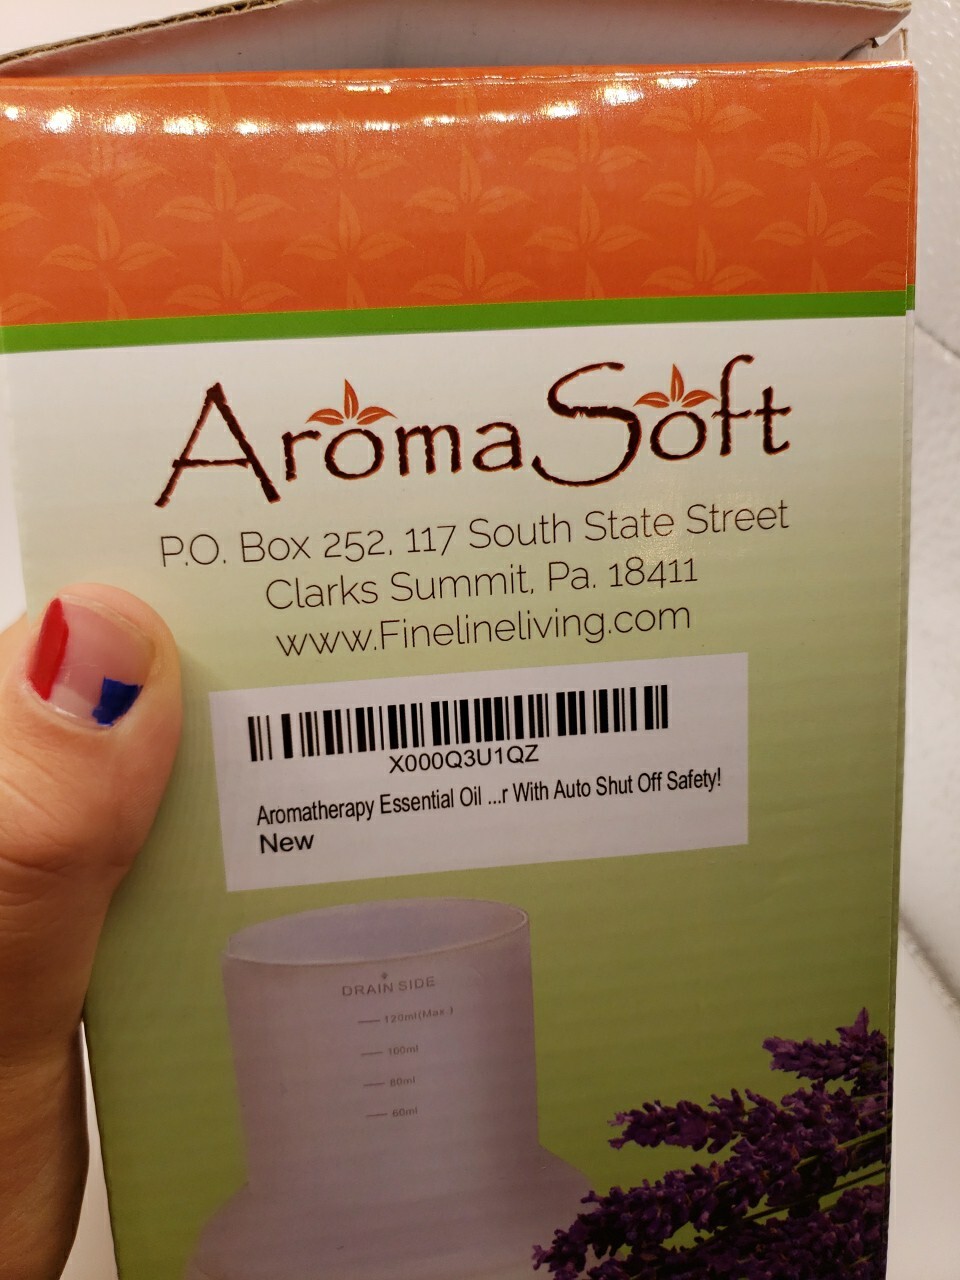 AromaSoft
P.O. Box 252, 117 South State Street
Clarks Summit, Pa. 18411
www.Finelineliving.com
X000Q3U1QZ
Aromatherapy Essential Oil ...r With Auto Shut Off Safety!
New
DRAIN SIDE
120ml(Max.)
100ml
80ml
60ml